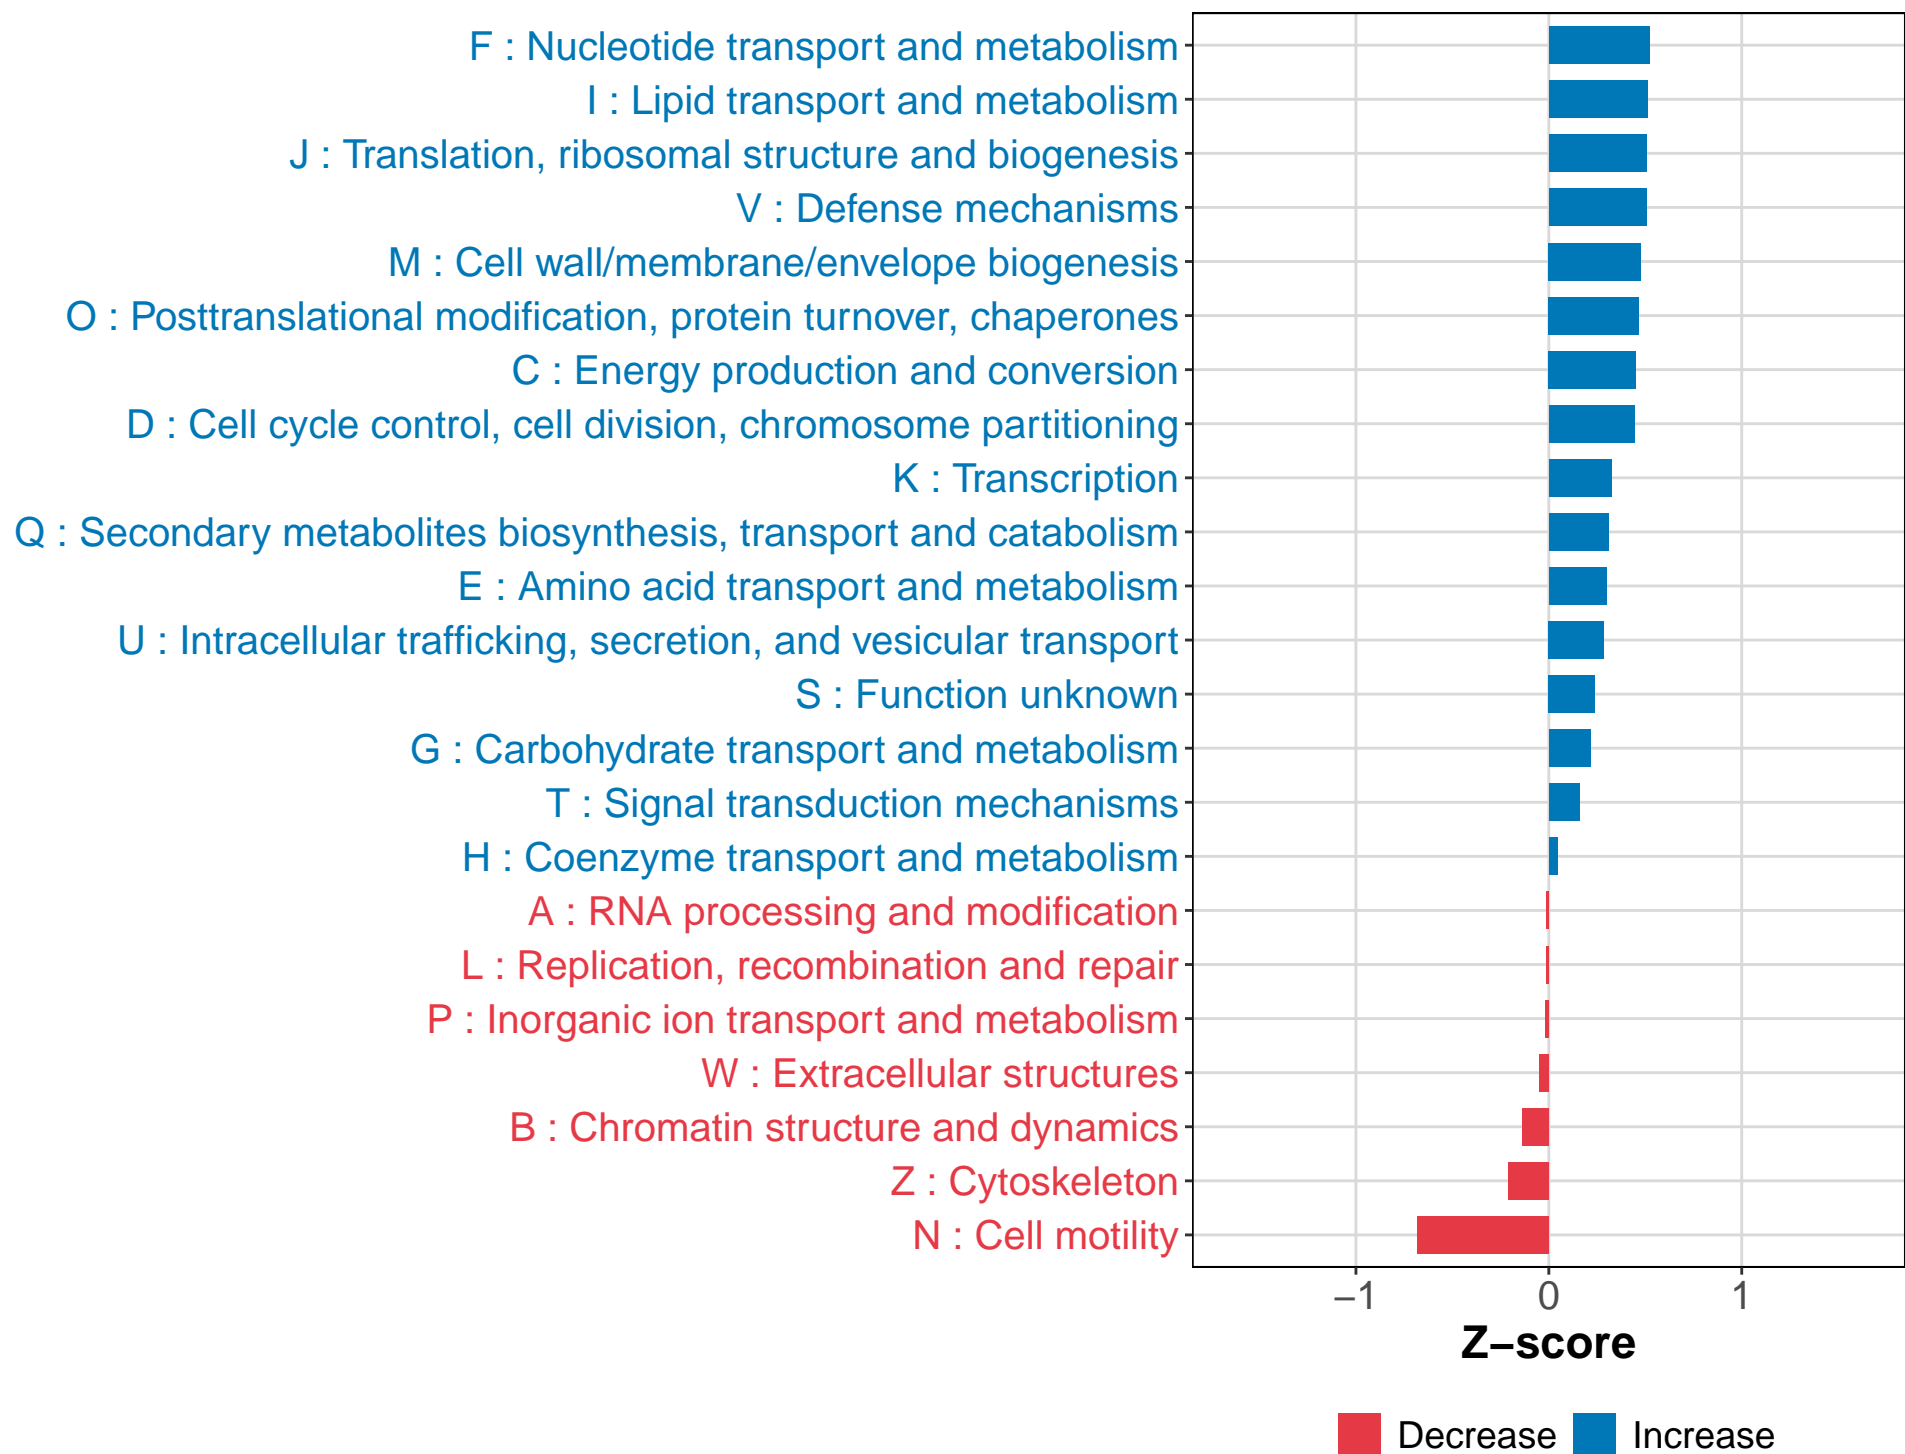 F : Nucleotide transport and metabolism
I : Lipid transport and metabolism
J : Translation, ribosomal structure and biogenesis
V : Defense mechanisms
M : Cell wall/membrane/envelope biogenesis
O : Posttranslational modification, protein turnover, chaperones
C : Energy production and conversion
D : Cell cycle control, cell division, chromosome partitioning
K : Transcription
Q : Secondary metabolites biosynthesis, transport and catabolism
E : Amino acid transport and metabolism
U : Intracellular trafficking, secretion, and vesicular transport
S : Function unknown
G : Carbohydrate transport and metabolism
T : Signal transduction mechanisms
H : Coenzyme transport and metabolism
A : RNA processing and modification
L : Replication, recombination and repair
P : Inorganic ion transport and metabolism
W : Extracellular structures
B : Chromatin structure and dynamics
Z : Cytoskeleton
N : Cell motility
−1 0 1
Z−score
Decrease Increase